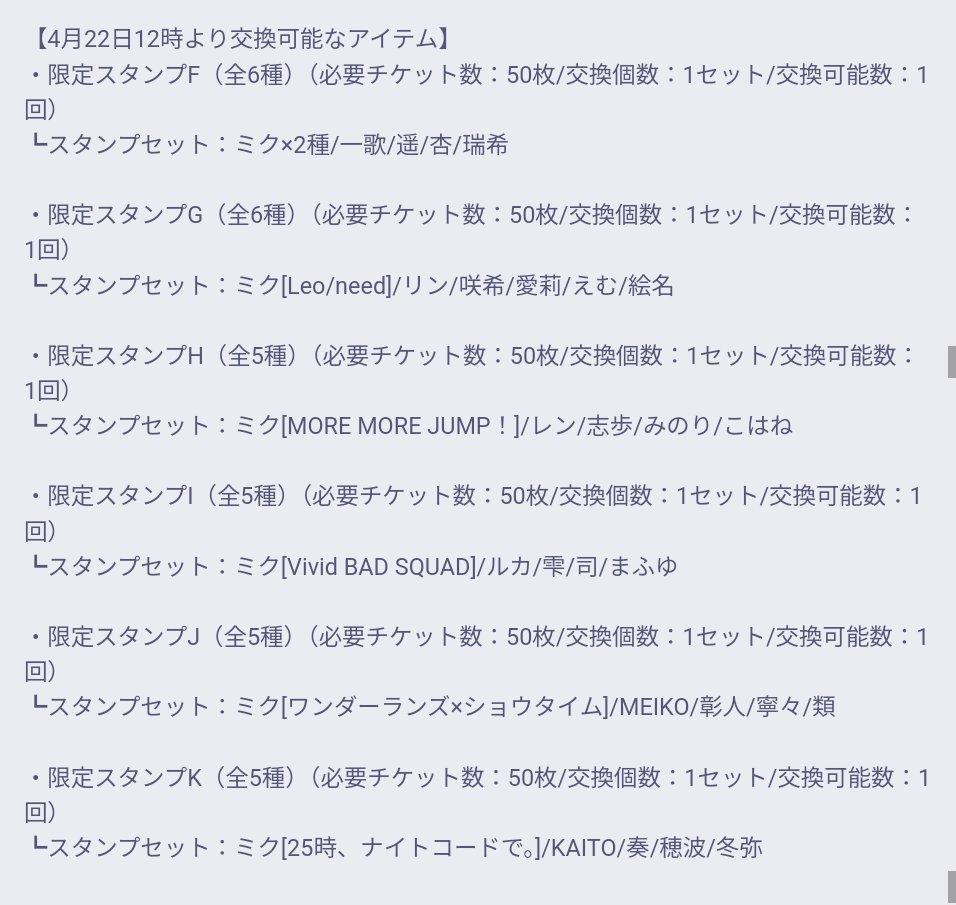 【4月22日12時より交換可能なアイテム】
・限定スタンプF（全6種）（必要チケット数：50枚/交換個数：1セット/交換可能数：1
回）
┗スタンプセット：ミク×2種/一歌/遥/杏/瑞希
・限定スタンプG（全6種）（必要チケット数：50枚/交換個数：1セット/交換可能数：
1回）
┗スタンプセット：ミク[Leo/need]/リン/咲希/愛莉/えむ/絵名
・限定スタンプH（全5種）（必要チケット数：50枚/交換個数：1セット/交換可能数：
1回）
┗スタンプセット：ミク[MORE MORE JUMP！]/レン/志歩/みのり/こはね
・限定スタンプI（全5種）（必要チケット数：50枚/交換個数：1セット/交換可能数：1
回）
┗スタンプセット：ミク[Vivid BAD SQUAD]/ルカ/雫/司/まふゆ
・限定スタンプJ（全5種）（必要チケット数：50枚/交換個数：1セット/交換可能数：1
回）
┗スタンプセット：ミク[ワンダーランズ×ショウタイム]/MEIKO/彰人/寧々/類
・限定スタンプK（全5種）（必要チケット数：50枚/交換個数：1セット/交換可能数：1
回）
┗スタンプセット：ミク[25時、ナイトコードで。]/KAITO/奏/穂波/冬弥